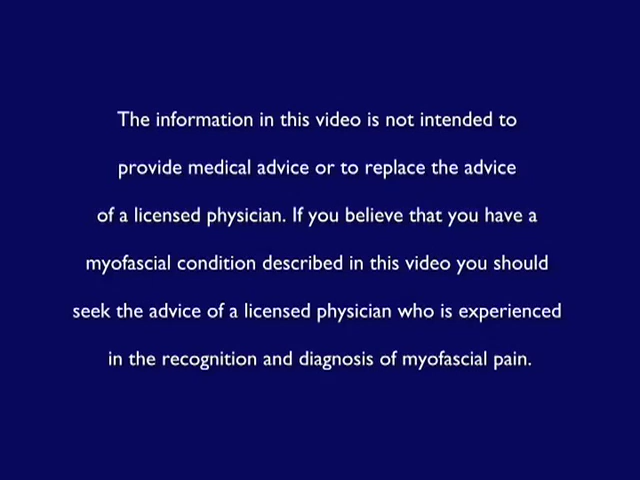 The information in this video is not intended to
provide medical advice or to replace the advice
of a licensed physician. If you believe that you have a
myofascial condition described in this video you should
seek the advice of a licensed physician who is experienced
in the recognition and diagnosis of myofascial pain.